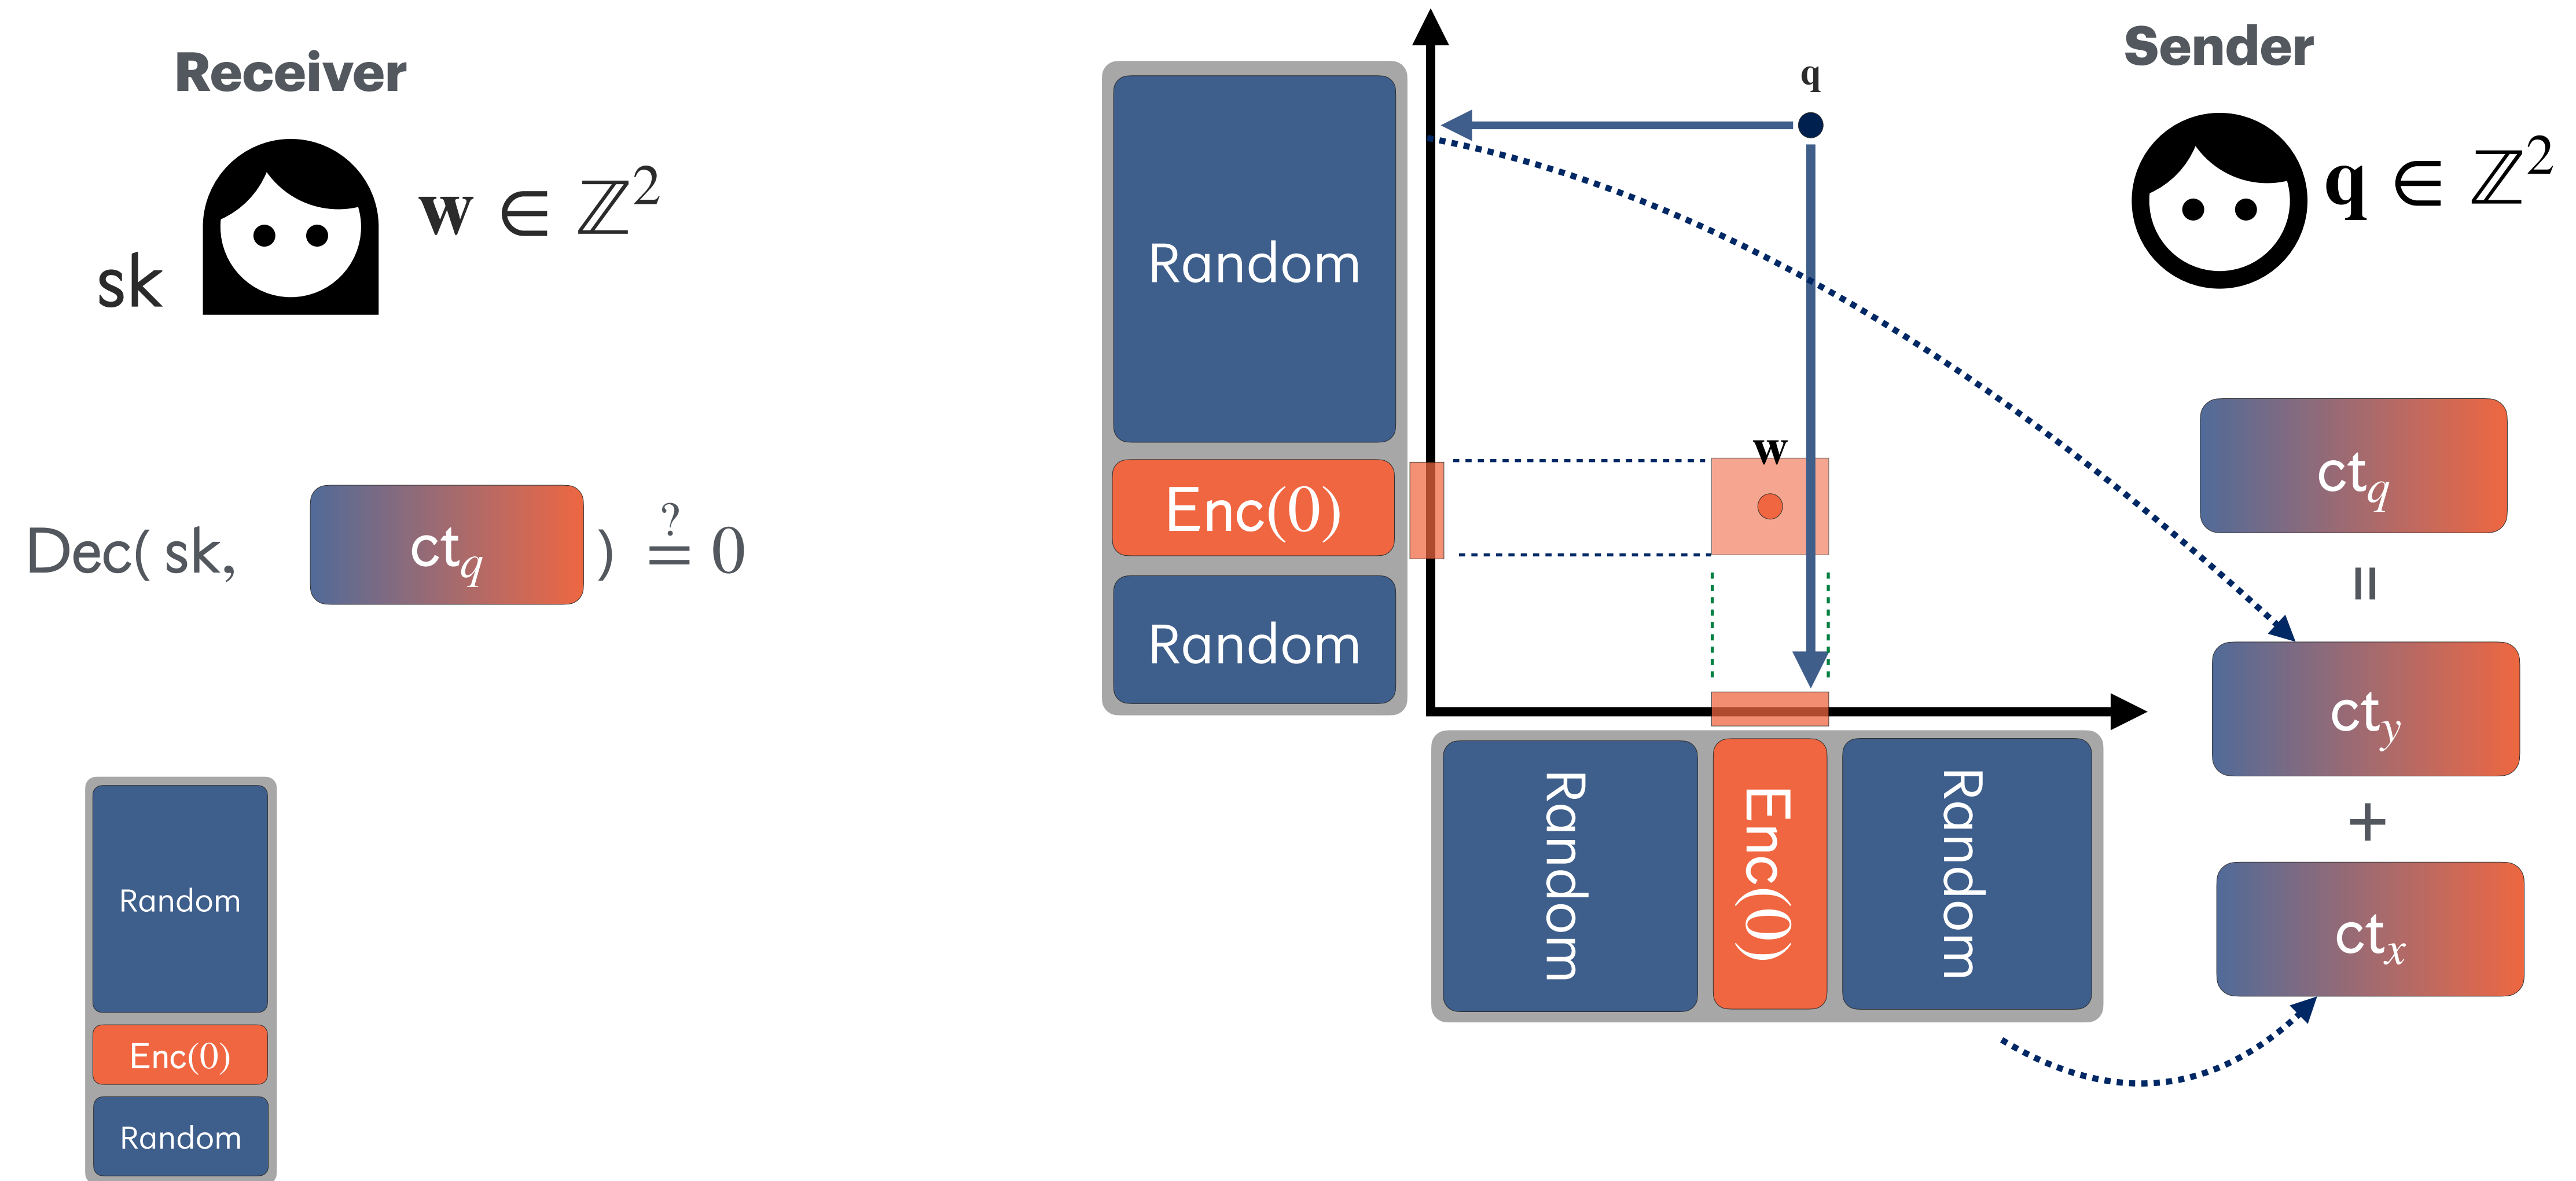 Receiver
sk
𝐰 ∈ ℤ²
Dec( sk, ct_q ) ≟ 0
Random
Enc(0)
Random
Random
Enc(0)
Random
q
w
Random
Enc(0)
Random
Sender
𝐪 ∈ ℤ²
ct_q
=
ct_y
+
ct_x